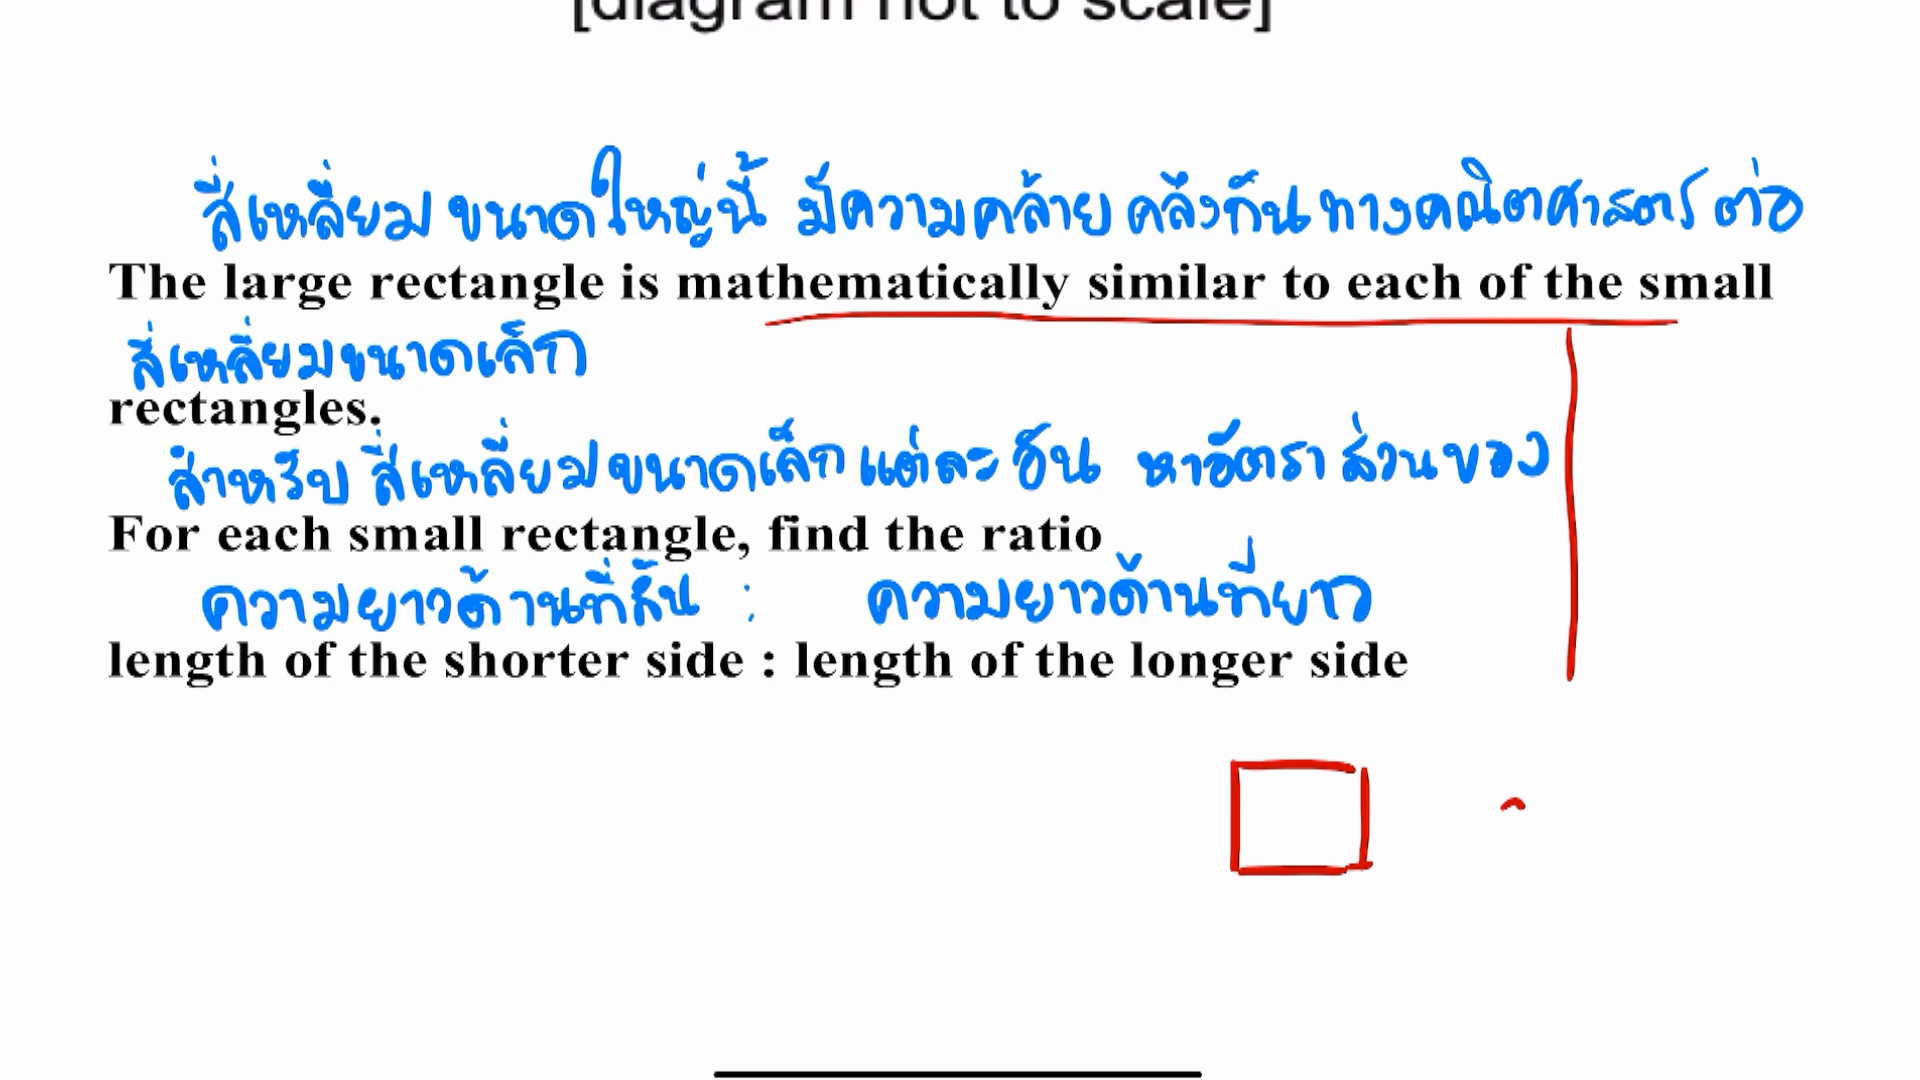 [diagram not to scale]
สี่เหลี่ยมขนาดใหญ่นี้ มีความคล้ายคลึงกันทางคณิตศาสตร์ ต่อ
The large rectangle is mathematically similar to each of the small
สี่เหลี่ยมขนาดเล็ก
rectangles.
สำหรับ สี่เหลี่ยมขนาดเล็กแต่ละอัน หาอัตราส่วนของ
For each small rectangle, find the ratio
ความยาวด้านที่สั้น : ความยาวด้านที่ยาว
length of the shorter side : length of the longer side